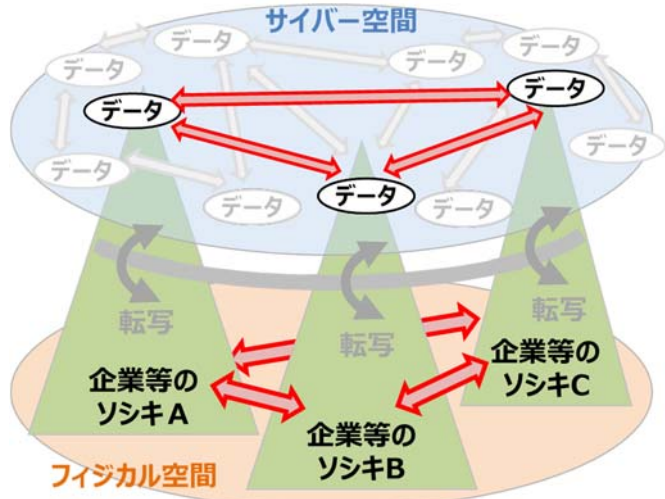 サイバー空間
データ
データ
データ
データ
データ
データ
データ
データ
データ
データ
データ
データ
転写
転写
転写
企業等の
ソシキA
企業等の
ソシキB
企業等の
ソシキC
フィジカル空間